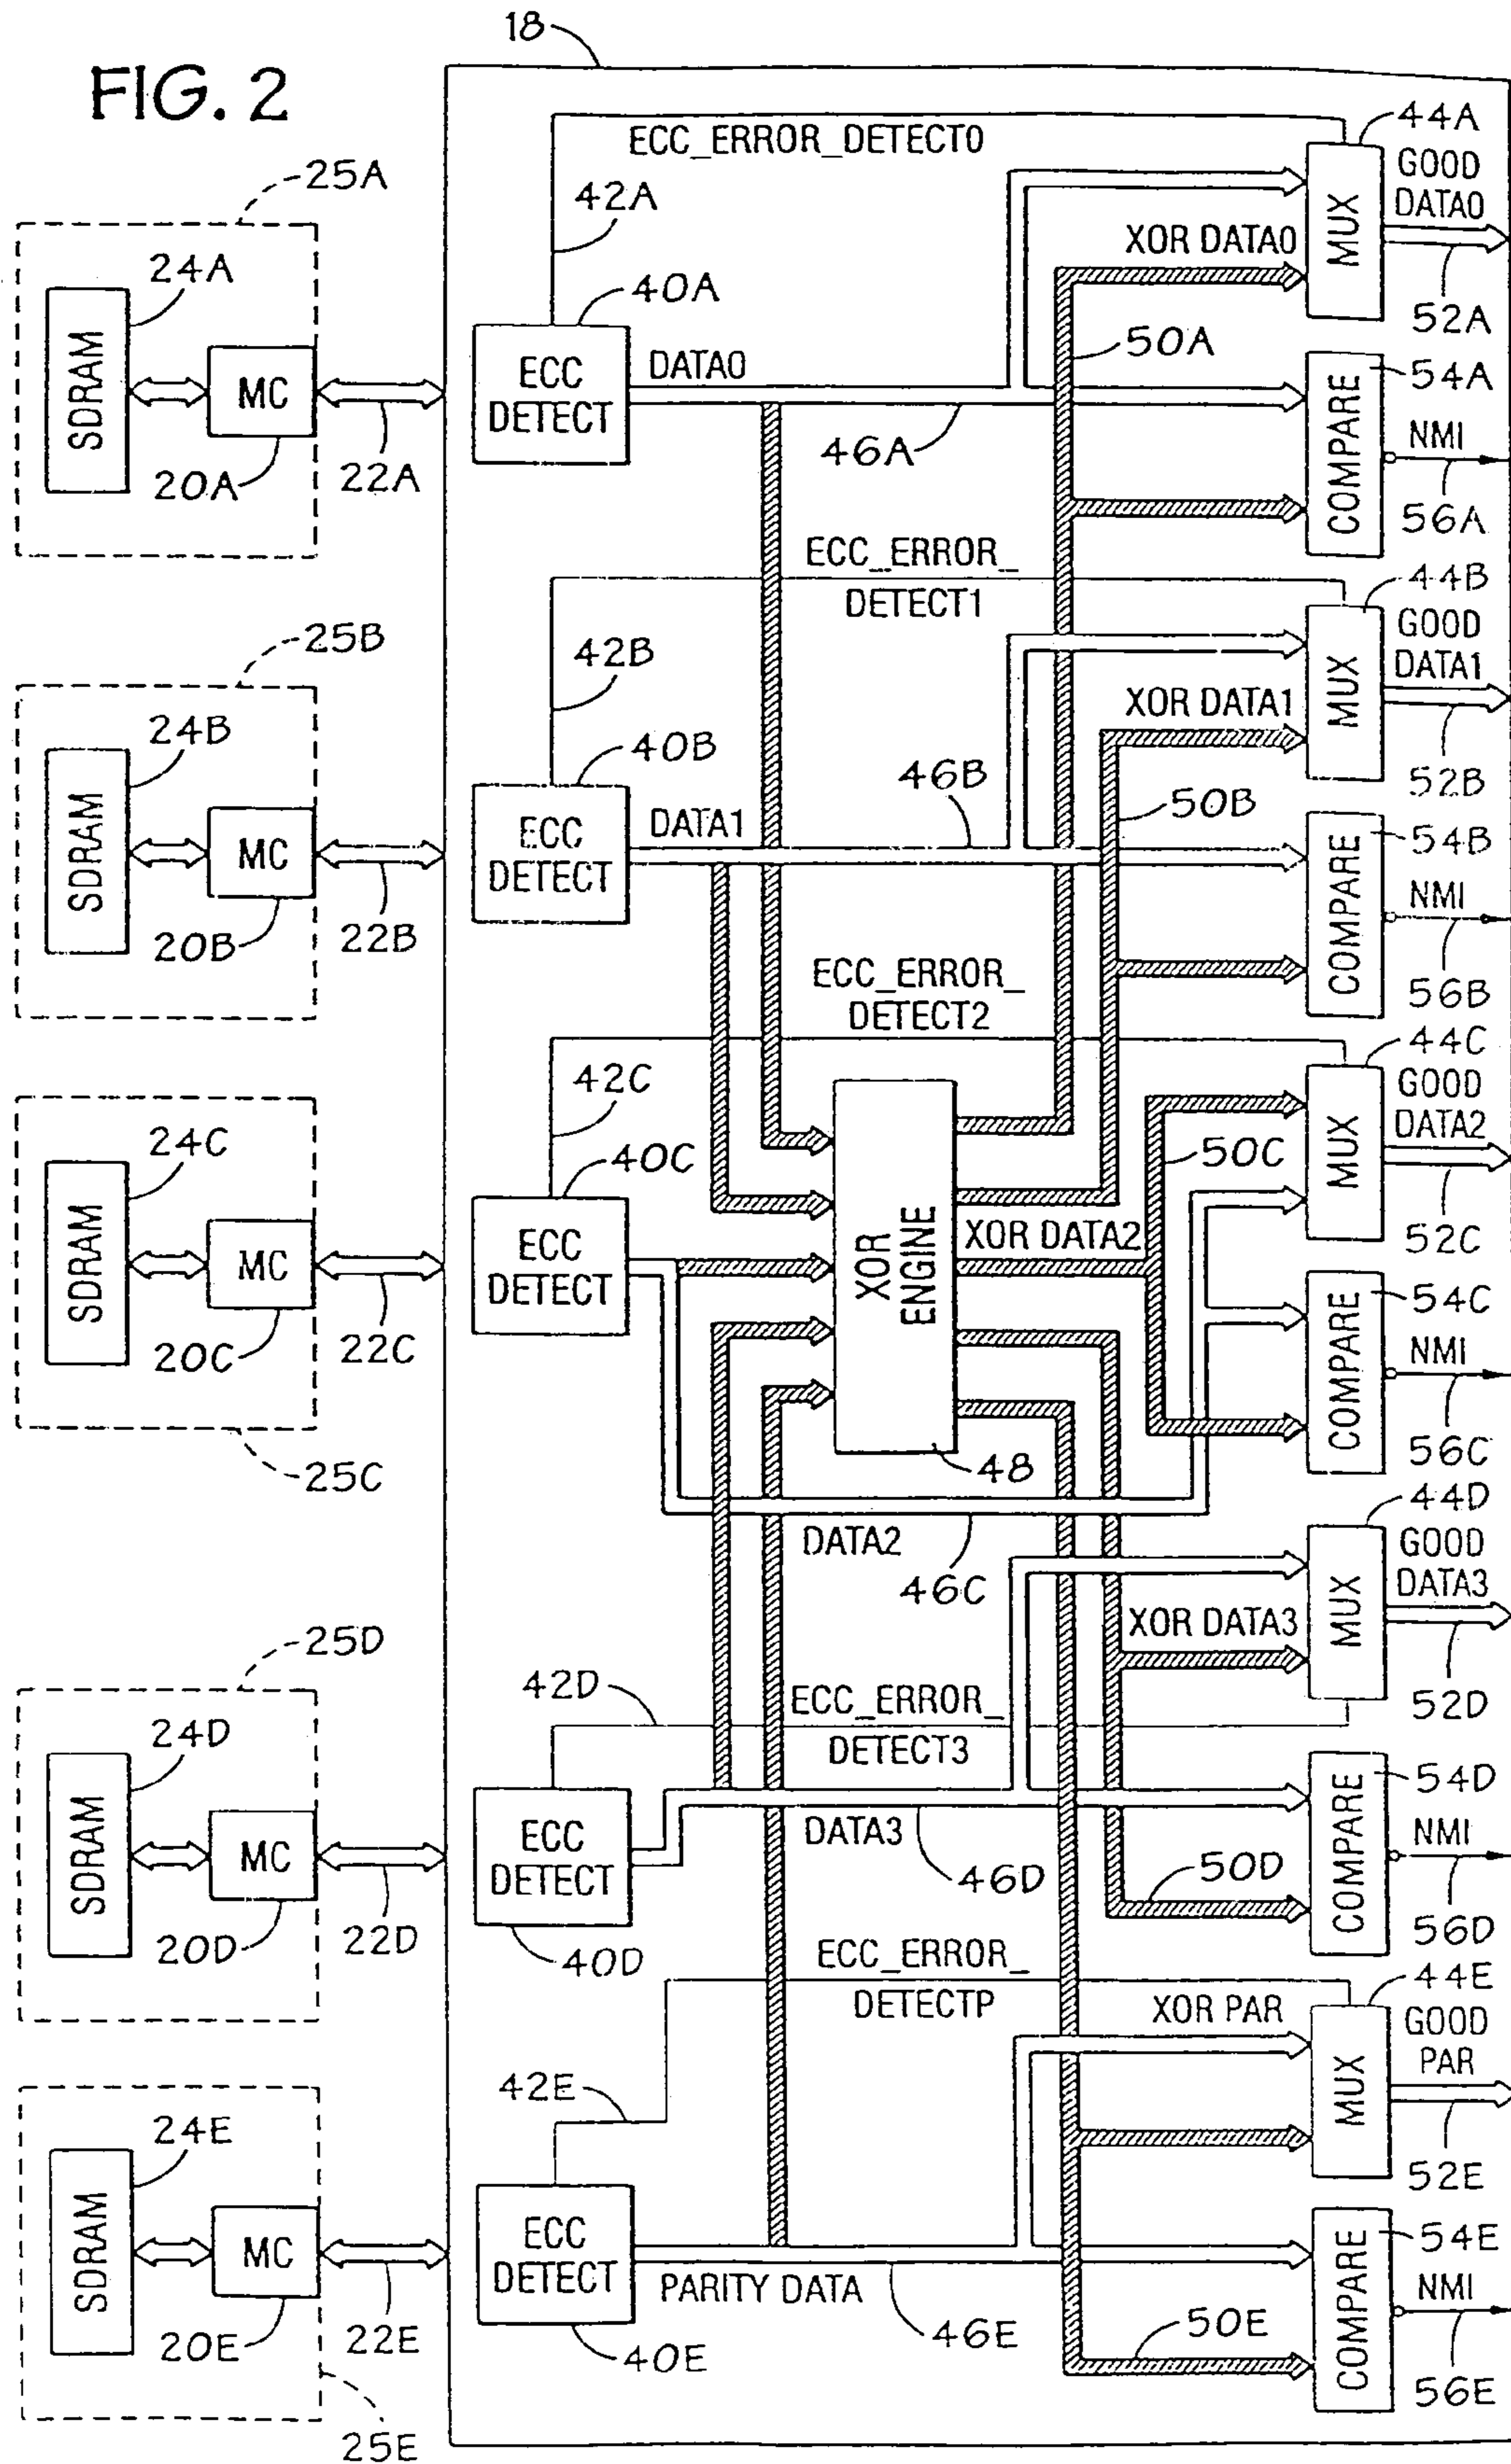 FIG. 2
18
ECC_ERROR_DETECT0
44A
GOOD
DATA0
25A
42A
XOR DATA0
MUX
24A
40A
52A
SDRAM
MC
ECC
DETECT
DATA0
50A
54A
COMPARE
NMI
20A
22A
46A
56A
ECC_ERROR_
DETECT1
44B
GOOD
DATA1
25B
42B
XOR DATA1
MUX
24B
40B
46B
52B
SDRAM
MC
ECC
DETECT
DATA1
50B
54B
COMPARE
NMI
20B
22B
56B
ECC_ERROR_
DETECT2
44C
GOOD
DATA2
42C
MUX
24C
40C
50C
SDRAM
MC
ECC
DETECT
XOR
ENGINE
XOR DATA2
52C
54C
COMPARE
NMI
20C
22C
56C
25C
48
44D
DATA2
46C
GOOD
DATA3
25D
XOR DATA3
MUX
24D
42D
ECC_ERROR_
DETECT3
52D
SDRAM
MC
ECC
DETECT
DATA3
54D
COMPARE
NMI
46D
50D
20D
22D
40D
56D
ECC_ERROR_
DETECTP
44E
XOR PAR
GOOD
PAR
42E
MUX
24E
52E
SDRAM
MC
ECC
DETECT
PARITY DATA
54E
COMPARE
NMI
20E
22E
40E
46E
50E
56E
25E